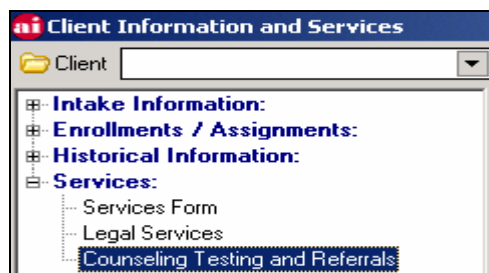 ai Client Information and Services
Client
Intake Information:
Enrollments / Assignments:
Historical Information:
Services:
Services Form
Legal Services
Counseling Testing and Referrals